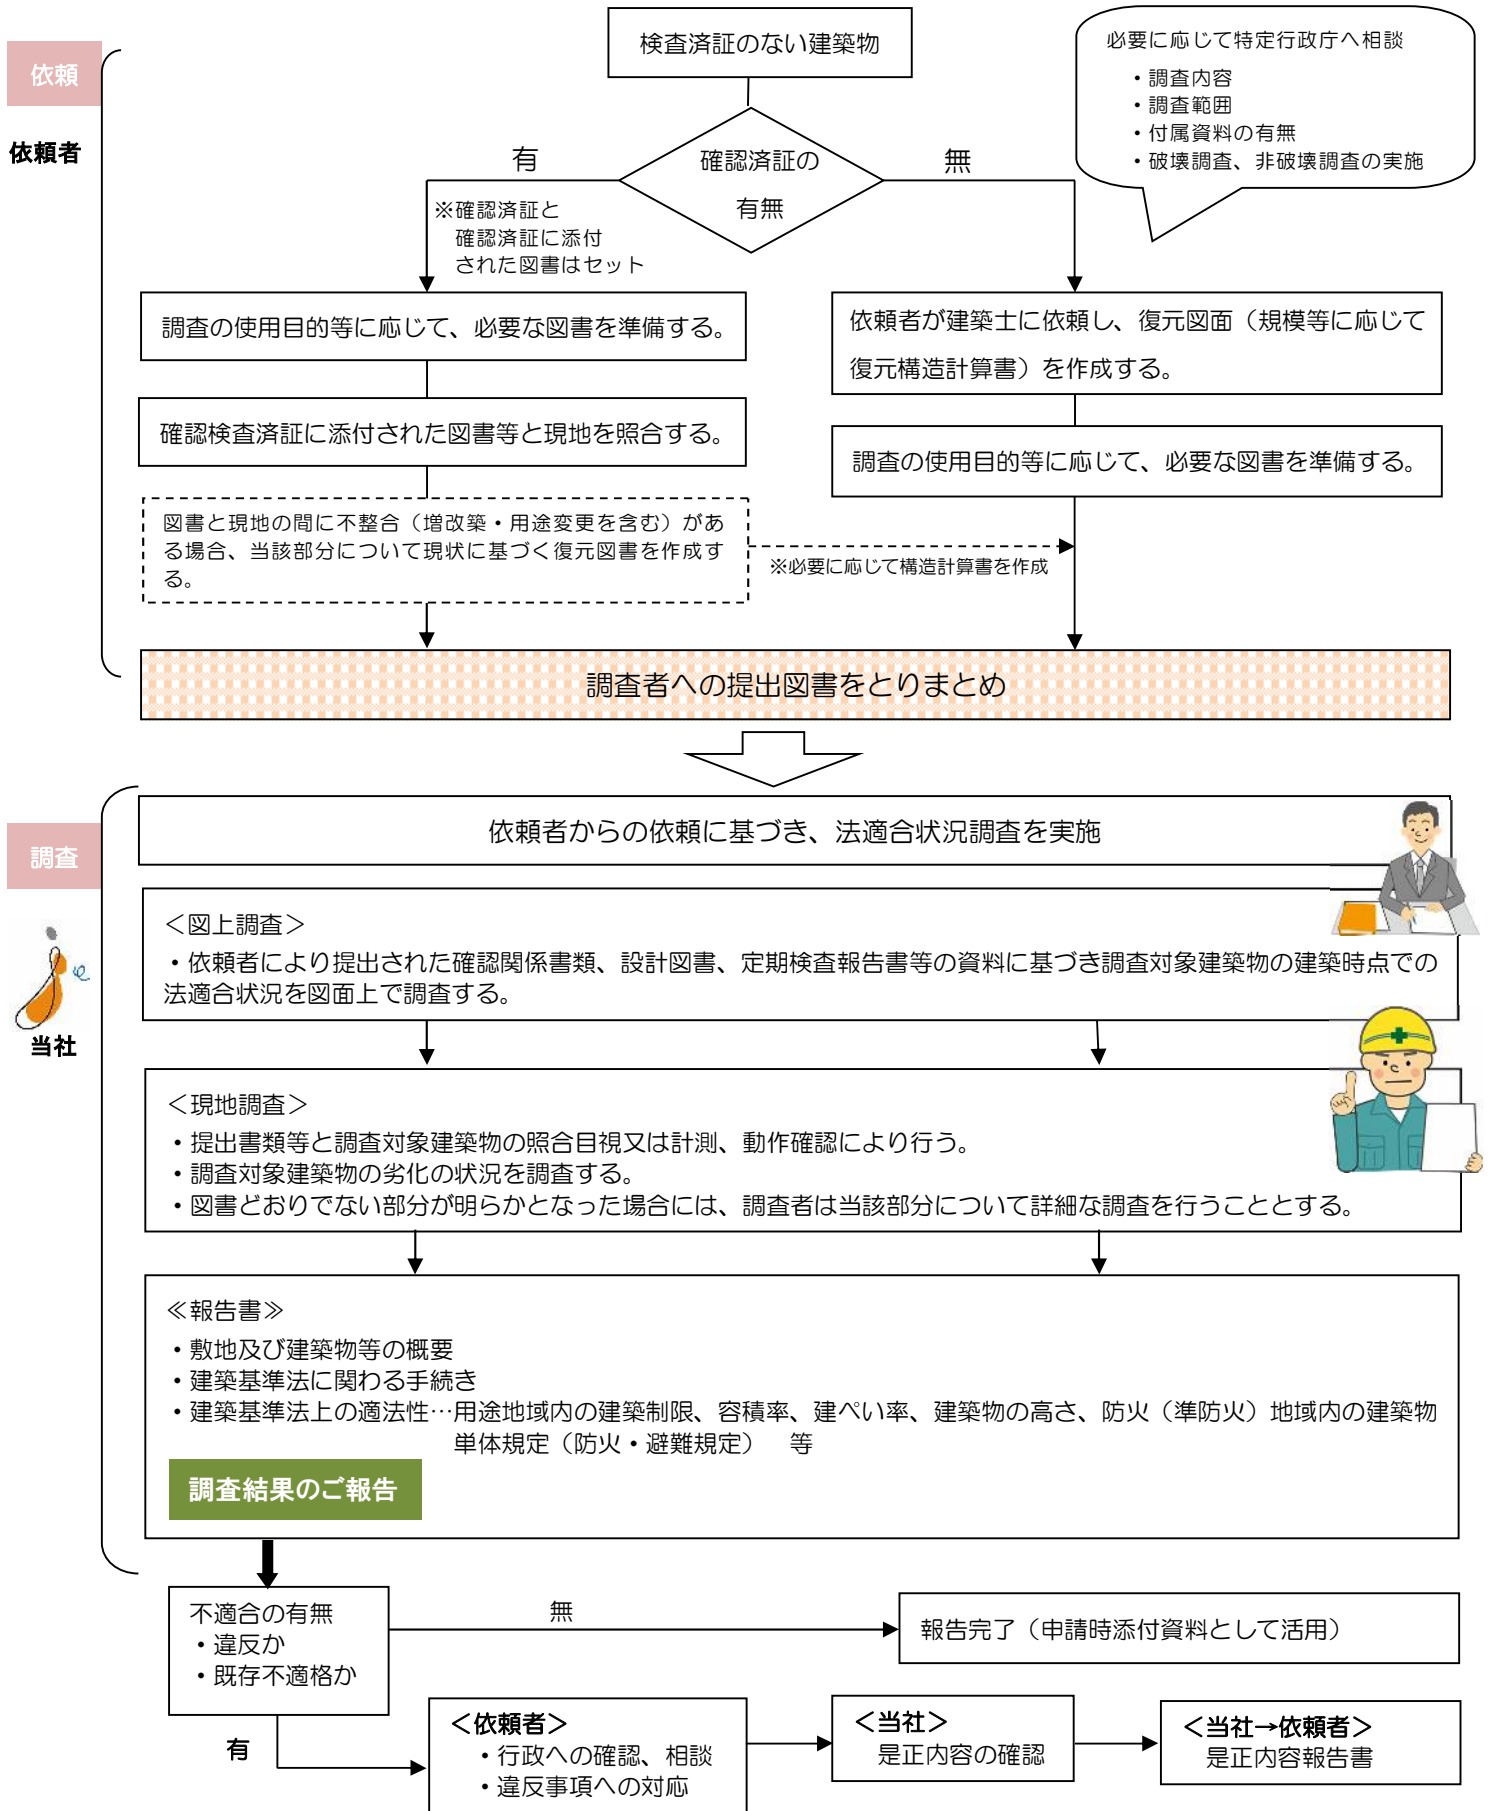 検査済証のない建築物
必要に応じて特定行政庁へ相談
・調査内容
・調査範囲
・付属資料の有無
・破壊調査、非破壊調査の実施
依頼
依頼者
確認済証の
有無
有
無
※確認済証と
確認済証に添付
された図書はセット
調査の使用目的等に応じて、必要な図書を準備する。
確認検査済証に添付された図書等と現地を照合する。
図書と現地の間に不整合（増改築・用途変更を含む）があ
る場合、当該部分について現状に基づく復元図書を作成す
る。
依頼者が建築士に依頼し、復元図面（規模等に応じて
復元構造計算書）を作成する。
調査の使用目的等に応じて、必要な図書を準備する。
※必要に応じて構造計算書を作成
調査者への提出図書をとりまとめ
調査
当社
依頼者からの依頼に基づき、法適合状況調査を実施
＜図上調査＞
・依頼者により提出された確認関係書類、設計図書、定期検査報告書等の資料に基づき調査対象建築物の建築時点での
法適合状況を図面上で調査する。
＜現地調査＞
・提出書類等と調査対象建築物の照合目視又は計測、動作確認により行う。
・調査対象建築物の劣化の状況を調査する。
・図書どおりでない部分が明らかとなった場合には、調査者は当該部分について詳細な調査を行うこととする。
≪報告書≫
・敷地及び建築物等の概要
・建築基準法に関わる手続き
・建築基準法上の適法性…用途地域内の建築制限、容積率、建ぺい率、建築物の高さ、防火（準防火）地域内の建築物
単体規定（防火・避難規定）　等
調査結果のご報告
不適合の有無
・違反か
・既存不適格か
無
報告完了（申請時添付資料として活用）
有
＜依頼者＞
・行政への確認、相談
・違反事項への対応
＜当社＞
是正内容の確認
＜当社→依頼者＞
是正内容報告書